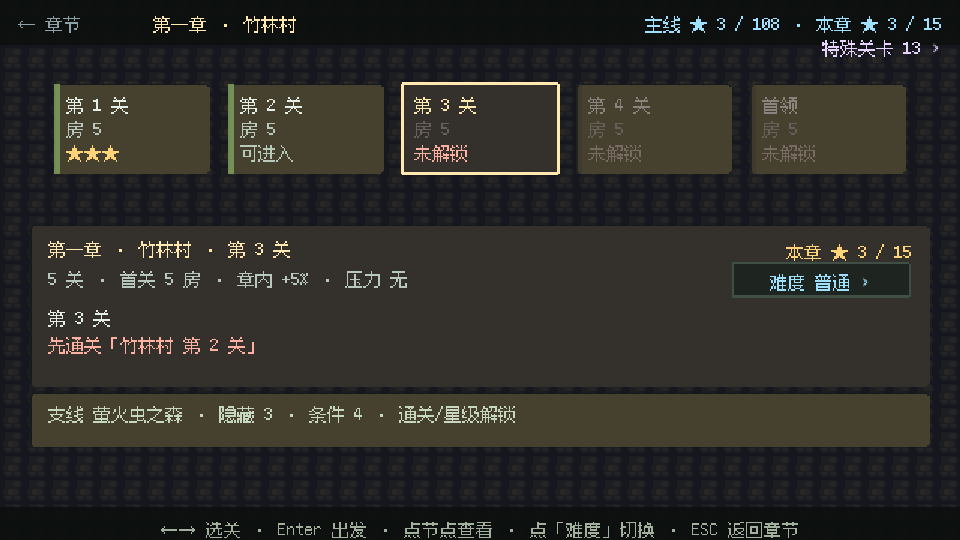 ← 章节
第一章 · 竹林村
主线 ★ 3 / 108 · 本章 ★ 3 / 15
特殊关卡 13 ›
第 1 关
房 5
★★★
第 2 关
房 5
可进入
第 3 关
房 5
未解锁
第 4 关
房 5
未解锁
首领
房 5
未解锁
第一章 · 竹林村 · 第 3 关
本章 ★ 3 / 15
5 关 · 首关 5 房 · 章内 +5% · 压力 无
难度 普通 ›
第 3 关
先通关「竹林村 第 2 关」
支线 萤火虫之森 · 隐藏 3 · 条件 4 · 通关/星级解锁
←→ 选关 · Enter 出发 · 点节点查看 · 点「难度」切换 · ESC 返回章节